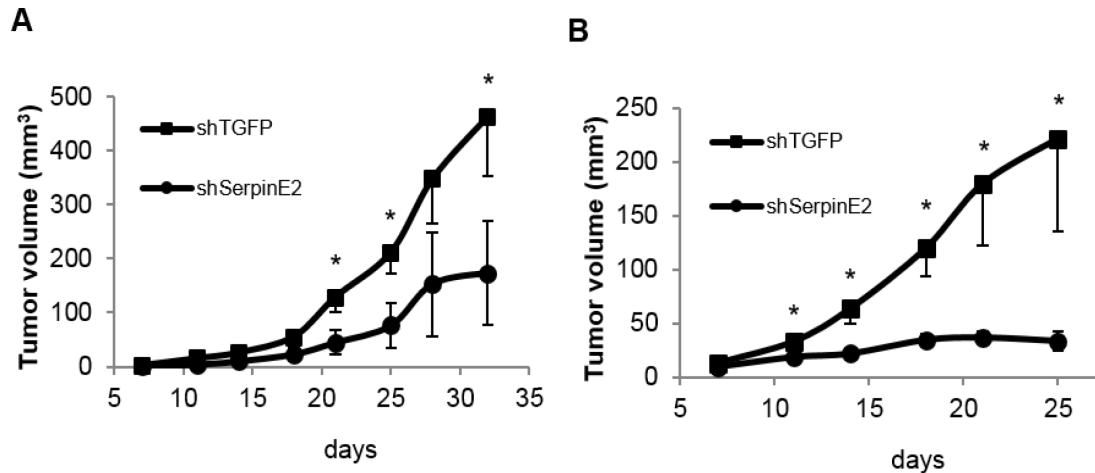 A
Tumor volume (mm³)
500
400
300
200
100
0
shTGFP
shSerpinE2
*
*
*
5 10 15 20 25 30 35
days
B
Tumor volume (mm³)
250
200
150
100
50
0
shTGFP
shSerpinE2
*
*
*
*
*
5 10 15 20 25
days